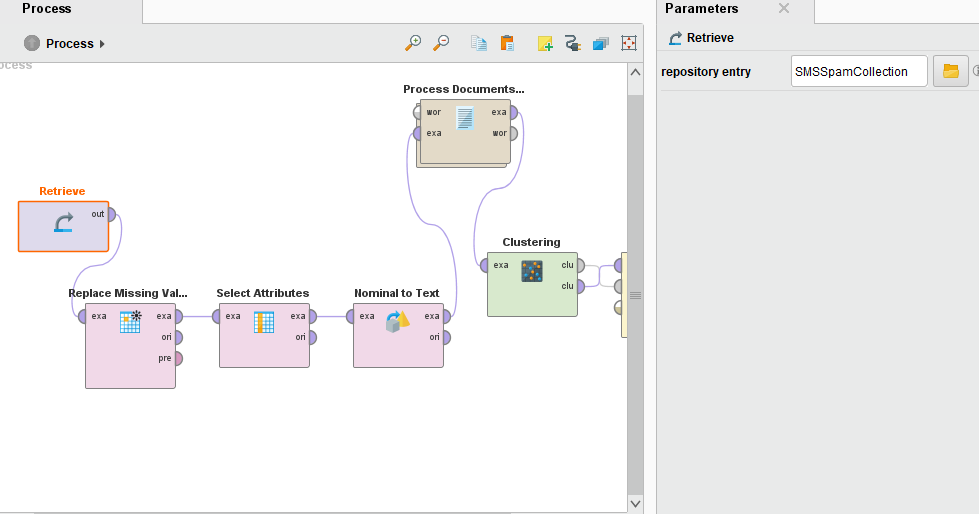 Process
Parameters
Process
Retrieve
ocess
repository entry
SMSSpamCollection
Process Documents...
wor
exa
exa
wor
Retrieve
out
Clustering
exa
clu
clu
Replace Missing Val...
exa
exa
ori
pre
Select Attributes
exa
exa
ori
Nominal to Text
exa
exa
ori